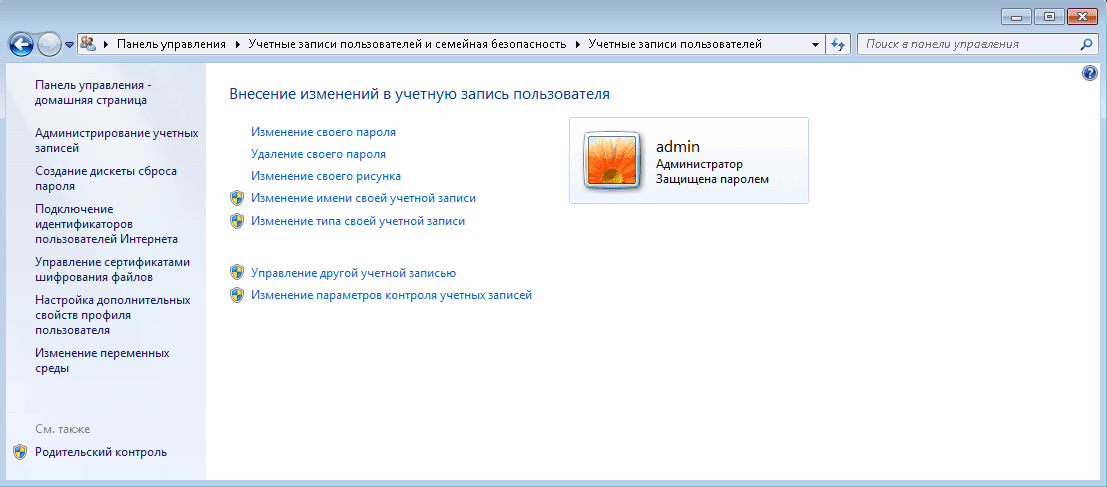 Панель управления
Учетные записи пользователей и семейная безопасность
Учетные записи пользователей
Поиск в панели управления
Панель управления -
домашняя страница
Администрирование учетных
записей
Создание дискеты сброса
пароля
Подключение
идентификаторов
пользователей Интернета
Управление сертификатами
шифрования файлов
Настройка дополнительных
свойств профиля
пользователя
Изменение переменных
среды
См. также
Родительский контроль
Внесение изменений в учетную запись пользователя
Изменение своего пароля
Удаление своего пароля
Изменение своего рисунка
Изменение имени своей учетной записи
Изменение типа своей учетной записи
Управление другой учетной записью
Изменение параметров контроля учетных записей
admin
Администратор
Защищена паролем